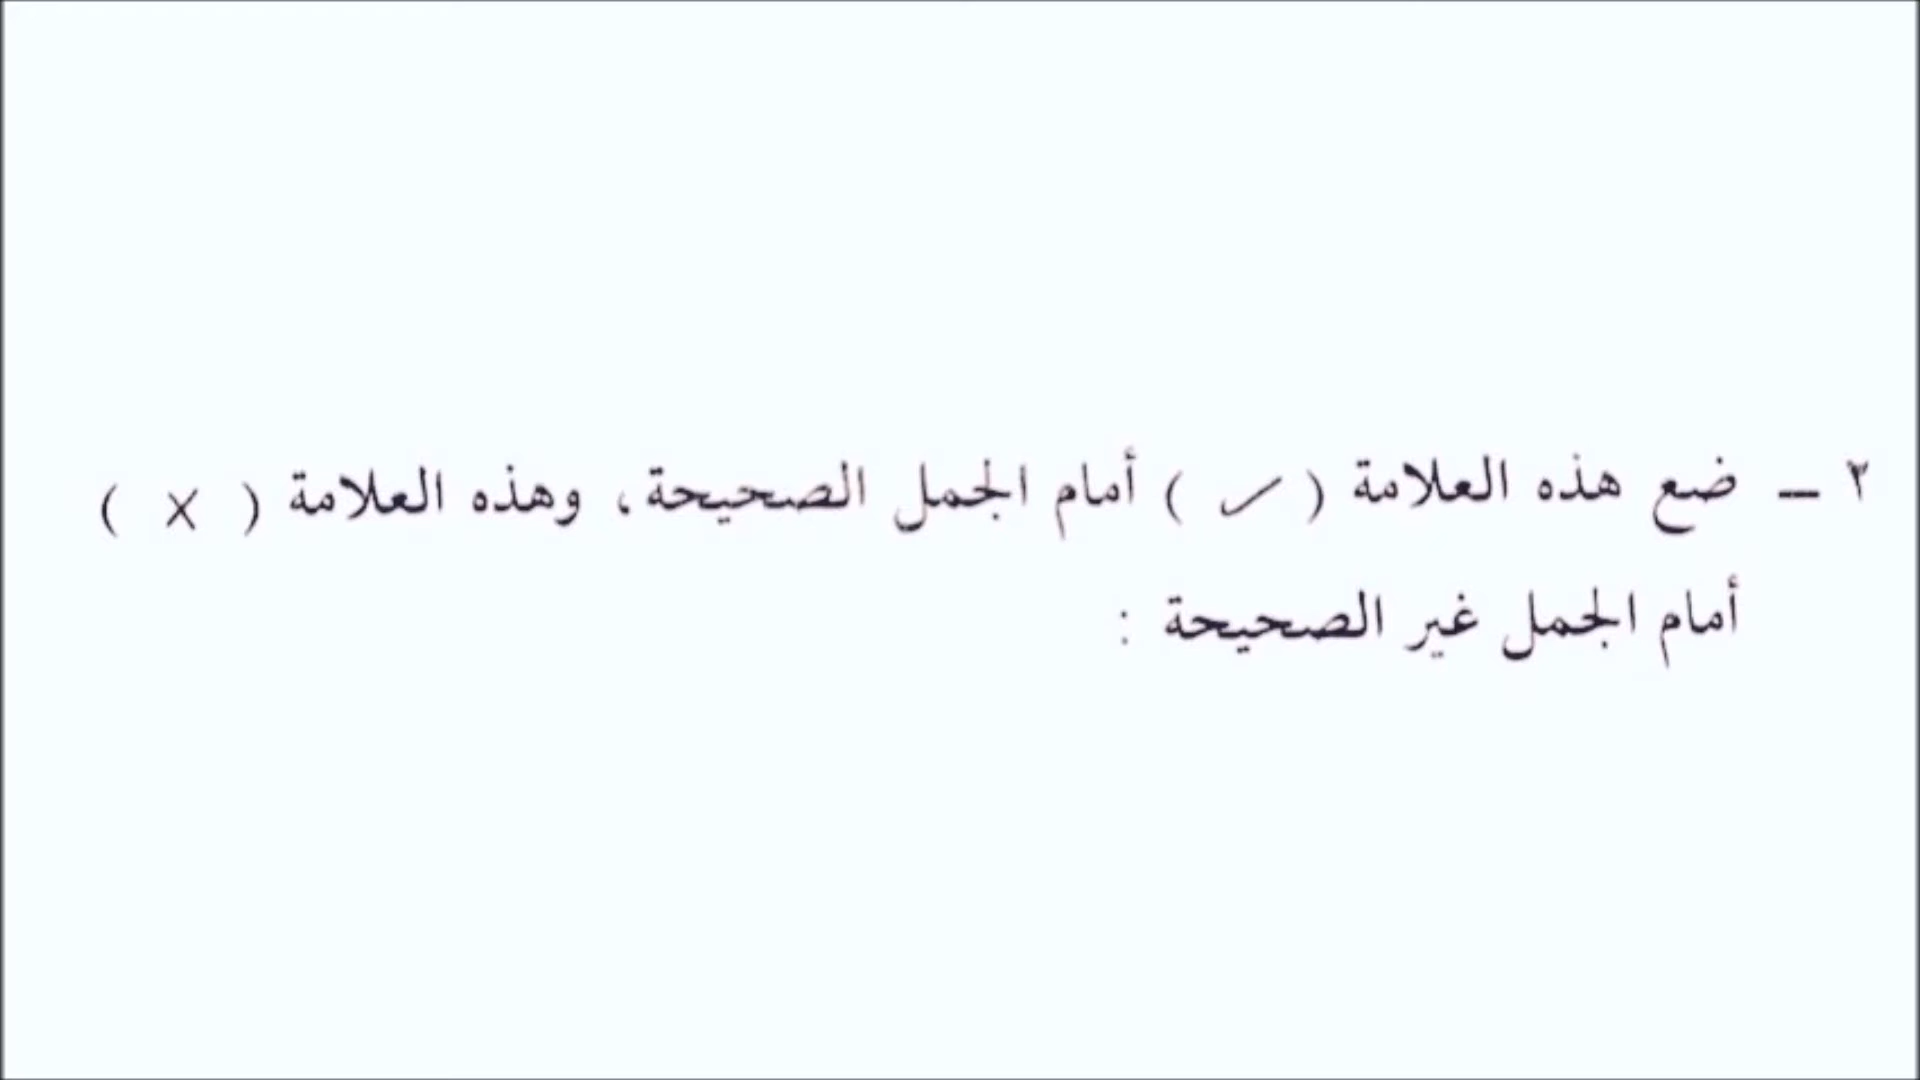 ٢ – ضع هذه العلامة ( ✓ ) أمام الجمل الصحيحة، وهذه العلامة ( × )
أمام الجمل غير الصحيحة :